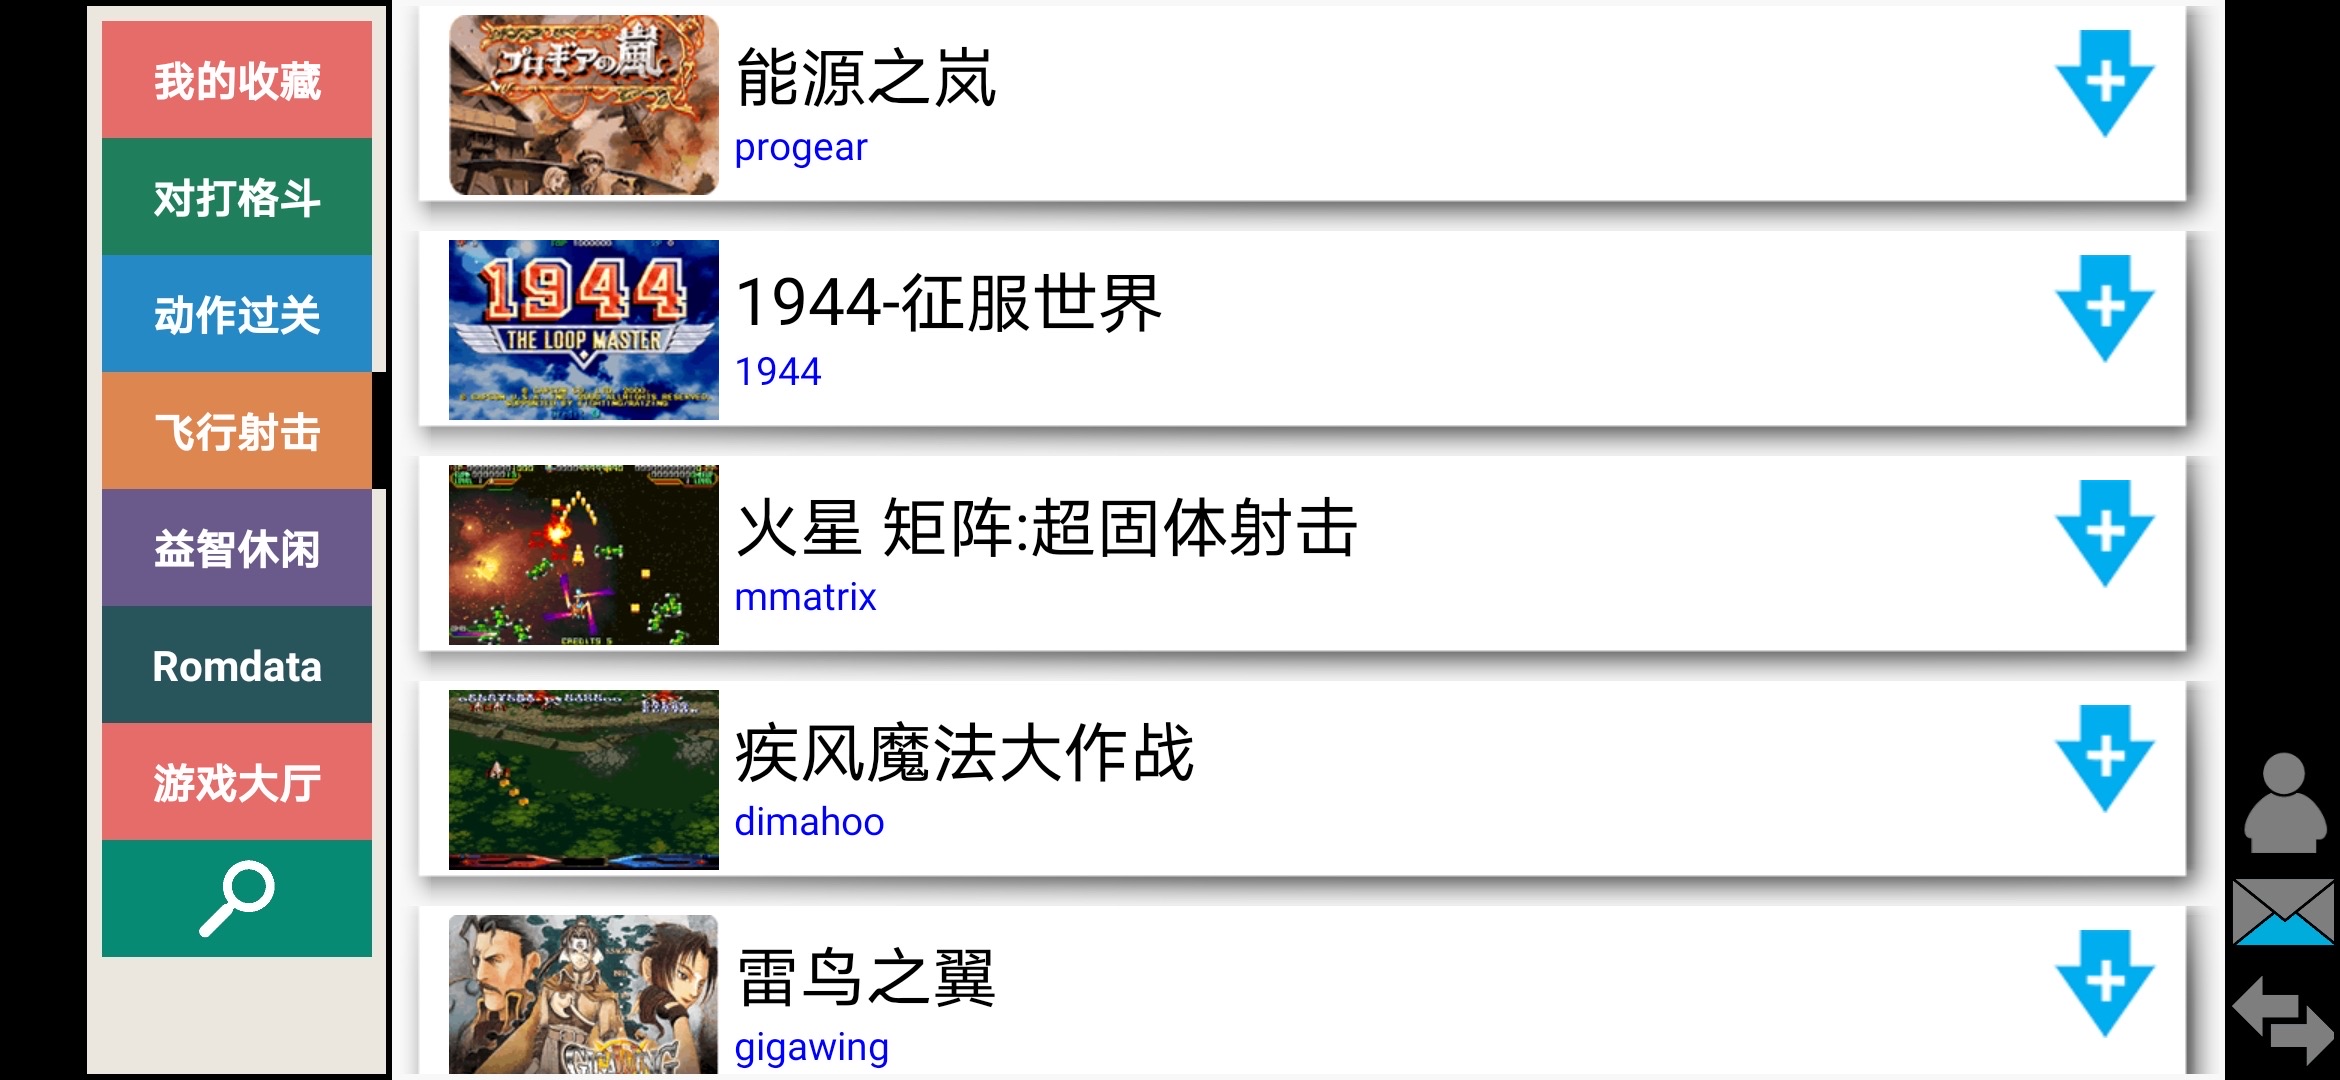 我的收藏
对打格斗
动作过关
飞行射击
益智休闲
Romdata
游戏大厅
プロギアの嵐
能源之岚
progear
1944
THE LOOP MASTER
1944-征服世界
1944
CREDITS 5
火星 矩阵:超固体射击
mmatrix
疾风魔法大作战
dimahoo
GIGAWING
雷鸟之翼
gigawing